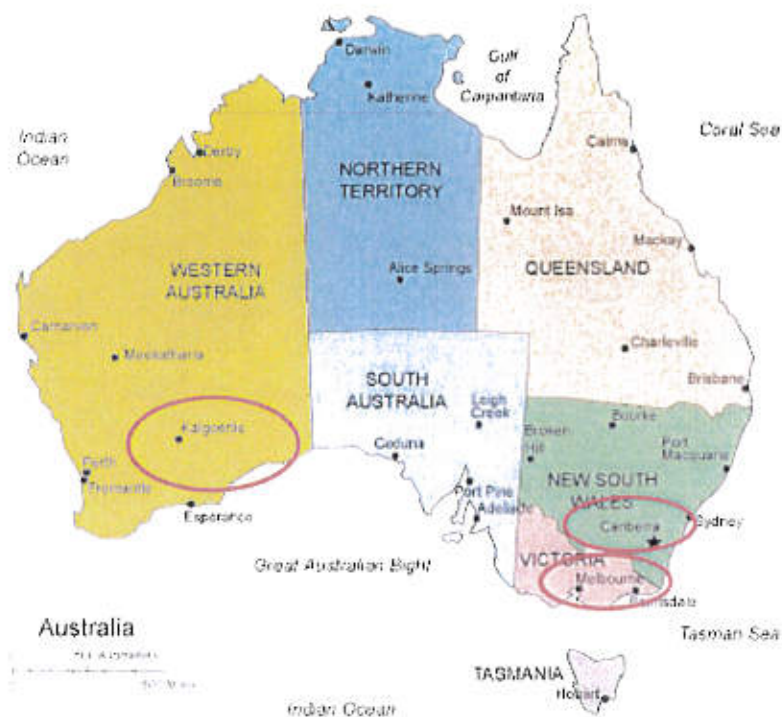 Darwin
Gulf
of
Carpentaria
Katherine
Indian
Ocean
Coral Sea
Cairns
Derby
Broome
NORTHERN
TERRITORY
Mount Isa
Mackay
WESTERN
AUSTRALIA
Alice Springs
QUEENSLAND
Carnarvon
Meekatharra
Charleville
SOUTH
AUSTRALIA
Leigh
Creek
Brisbane
Kalgoorlie
Ceduna
Broken
Hill
Bourke
Port
Macquarie
Perth
Fremantle
NEW SOUTH
WALES
Port Pirie
Adelaide
Esperance
Canberra
Sydney
Great Australian Bight
VICTORIA
Melbourne
Bairnsdale
Australia
Tasman Sea
TASMANIA
Hobart
Indian Ocean